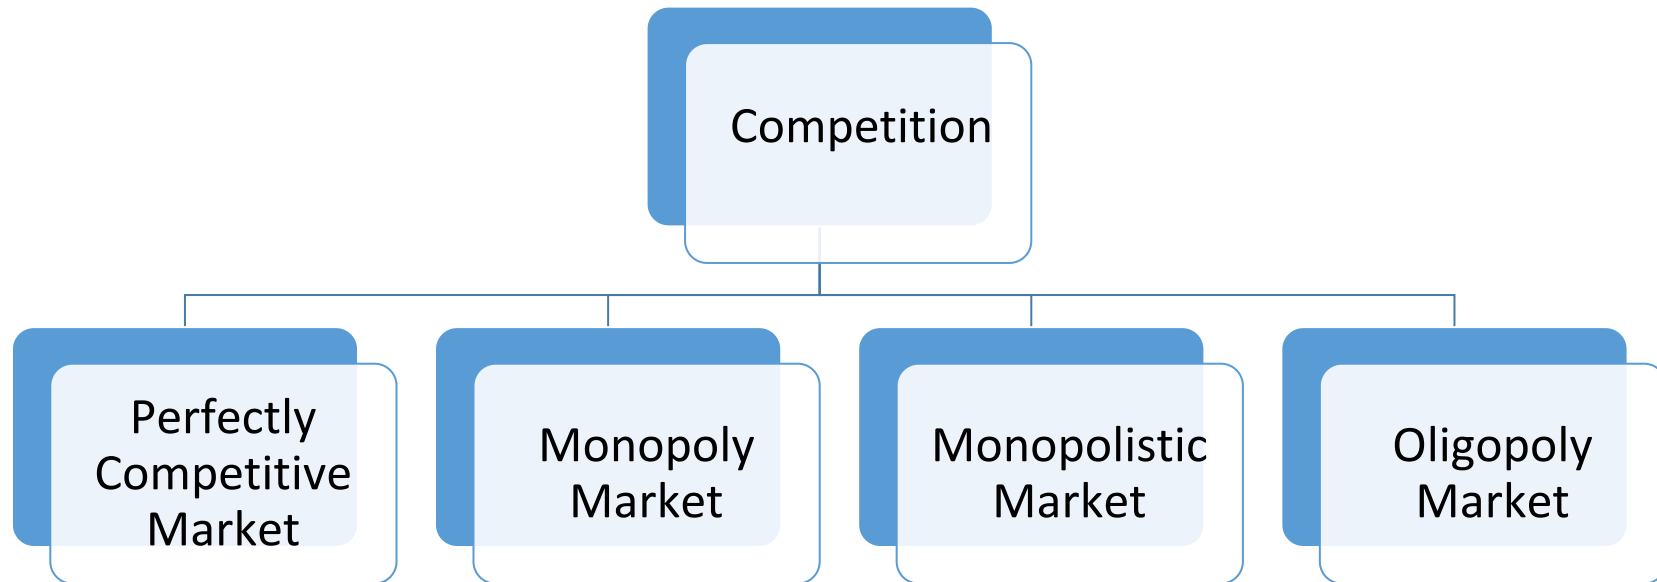 Competition
Perfectly
Competitive
Market
Monopoly
Market
Monopolistic
Market
Oligopoly
Market